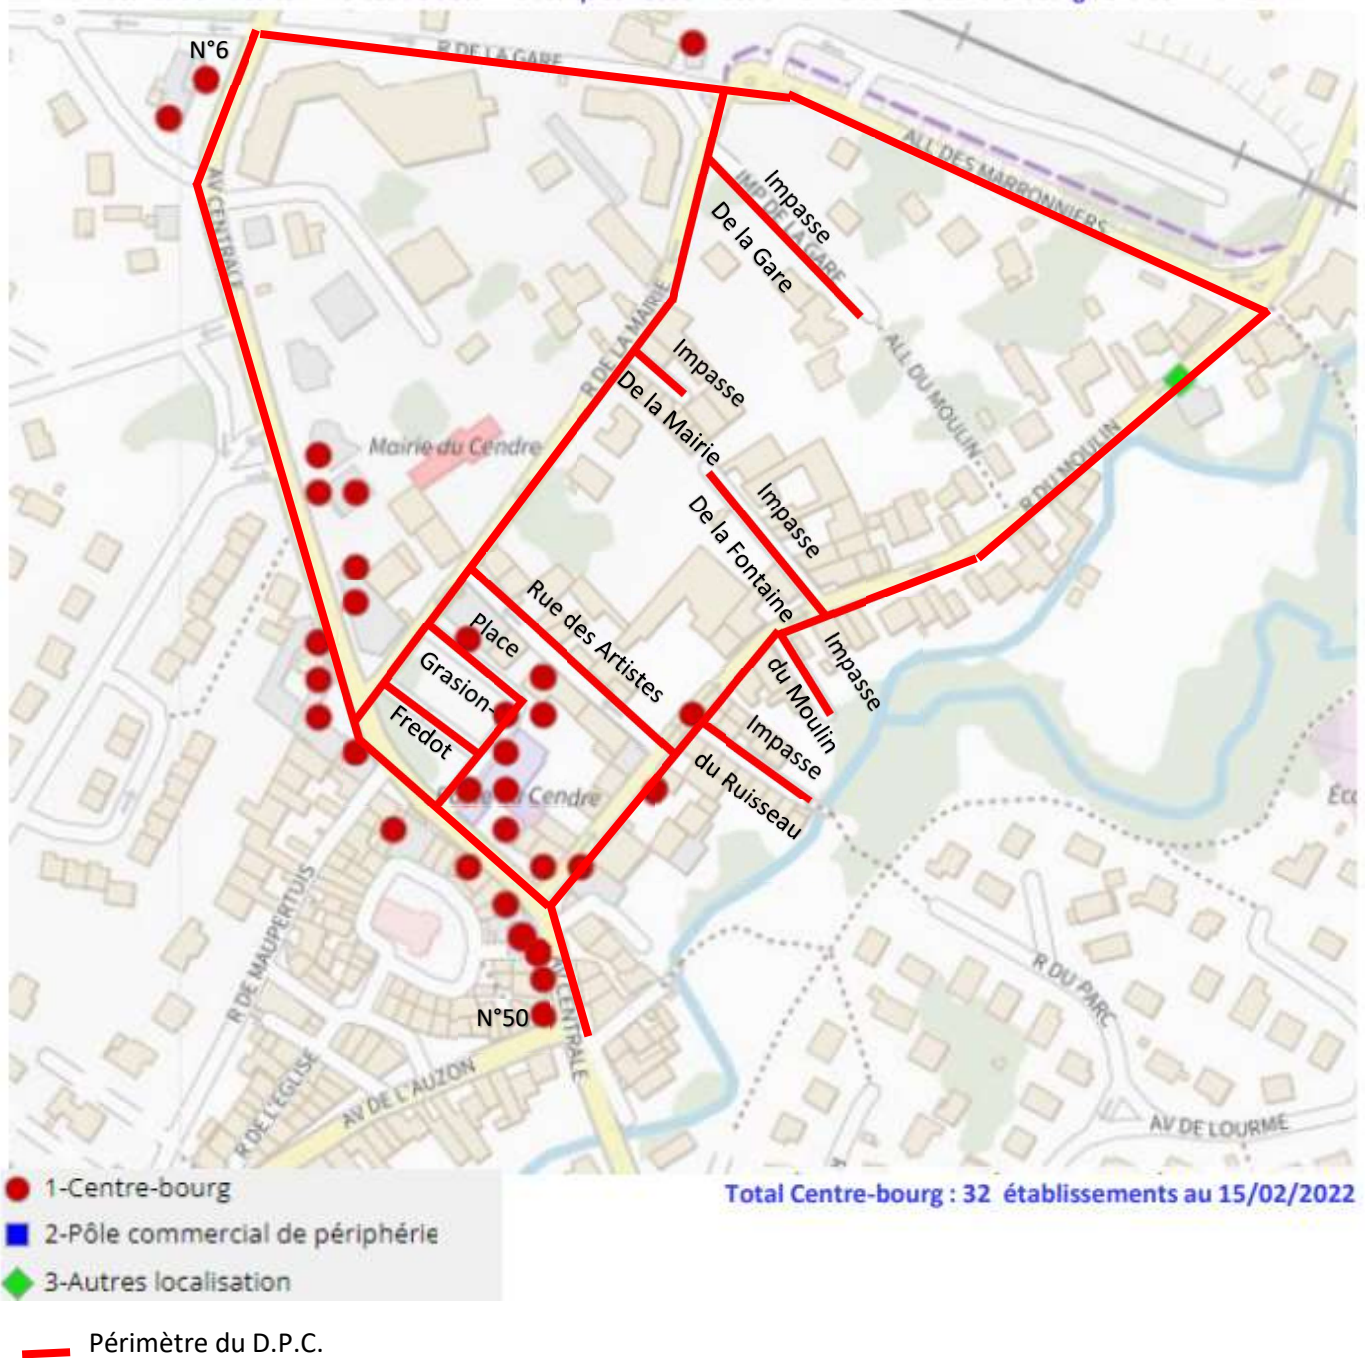 N°6
R DE LA GARE
ALL DES MARRONNIERS
IMP DE LA GARE
Impasse
De la Gare
AV CENTRALE
R DE LA MAIRIE
Impasse
De la Mairie
ALL DU MOULIN
R DU MOULIN
Mairie du Cendre
Impasse
De la Fontaine
Rue des Artistes
Place
Grasion-
Fredot
Impasse
du Moulin
Impasse
du Ruisseau
Cendre
Éco
R DE MAUPERTUIS
R DU PARC
N°50
AV CENTRALE
R DE L'EGLISE
AV DE L'AUZON
AV DE LOURME
1-Centre-bourg
2-Pôle commercial de périphérie
3-Autres localisation
Total Centre-bourg : 32 établissements au 15/02/2022
Périmètre du D.P.C.